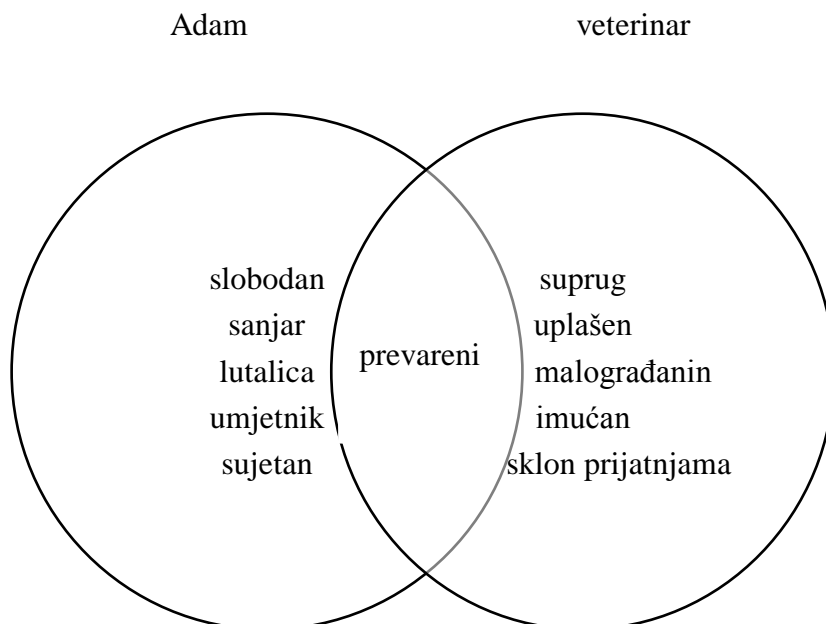 Adam
veterinar
slobodan
sanjar
lutalica
umjetnik
sujetan
prevareni
suprug
uplašen
malograđanin
imućan
sklon prijatnjama